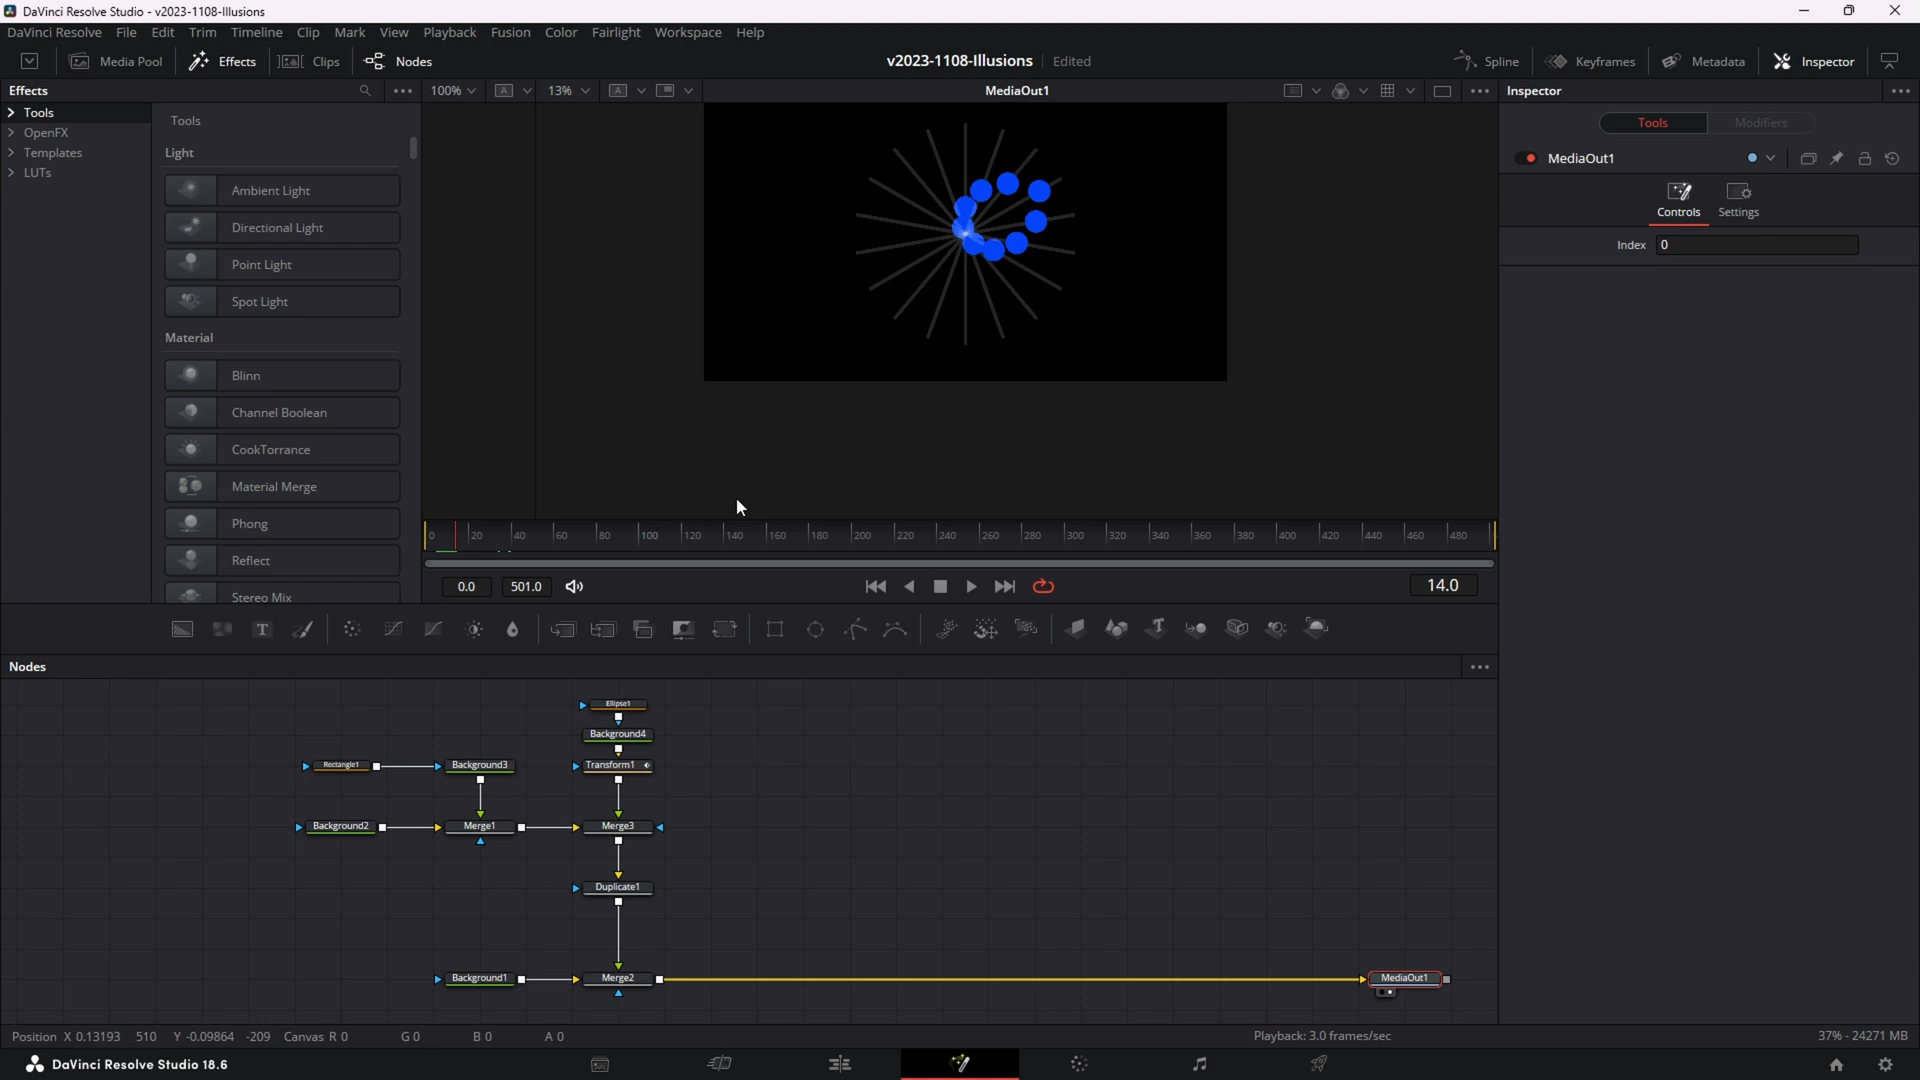 DaVinci Resolve Studio - v2023-1108-Illusions
DaVinci Resolve File Edit Trim Timeline Clip Mark View Playback Fusion Color Fairlight Workspace Help
Media Pool Effects Clips Nodes v2023-1108-Illusions Edited Spline Keyframes Metadata Inspector
Effects 100% A 13% A MediaOut1 Inspector
Tools
OpenFX
Templates
LUTs
Tools
Light
Ambient Light
Directional Light
Point Light
Spot Light
Material
Blinn
Channel Boolean
CookTorrance
Material Merge
Phong
Reflect
Stereo Mix
Tools Modifiers
MediaOut1
Controls Settings
Index 0
0 20 40 60 80 100 120 140 160 180 200 220 240 260 280 300 320 340 360 380 400 420 440 460 480
0.0 501.0 14.0
T
Nodes
Ellipse1
Background4
Rectangle1 Background3 Transform1
Background2 Merge1 Merge3
Duplicate1
Background1 Merge2 MediaOut1
Position X 0.13193 510 Y -0.09864 -209 Canvas R 0 G 0 B 0 A 0 Playback: 3.0 frames/sec 37% - 24271 MB
DaVinci Resolve Studio 18.6